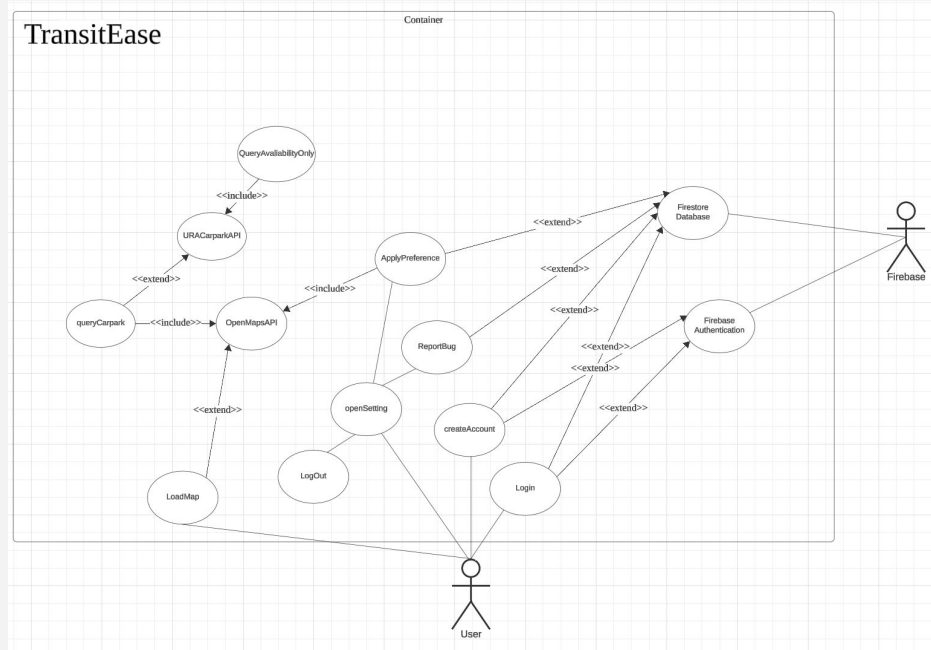 Container
TransitEase
QueryAvaliabilityOnly
<<include>>
Firestore
Database
<<extend>>
URACarparkAPI
ApplyPreference
<<extend>>
Firebase
<<extend>>
<<include>>
<<extend>>
queryCarpark
<<include>>
OpenMapsAPI
Firebase
Authentication
ReportBug
<<extend>>
<<extend>>
<<extend>>
<<extend>>
openSetting
createAccount
LogOut
Login
LoadMap
User